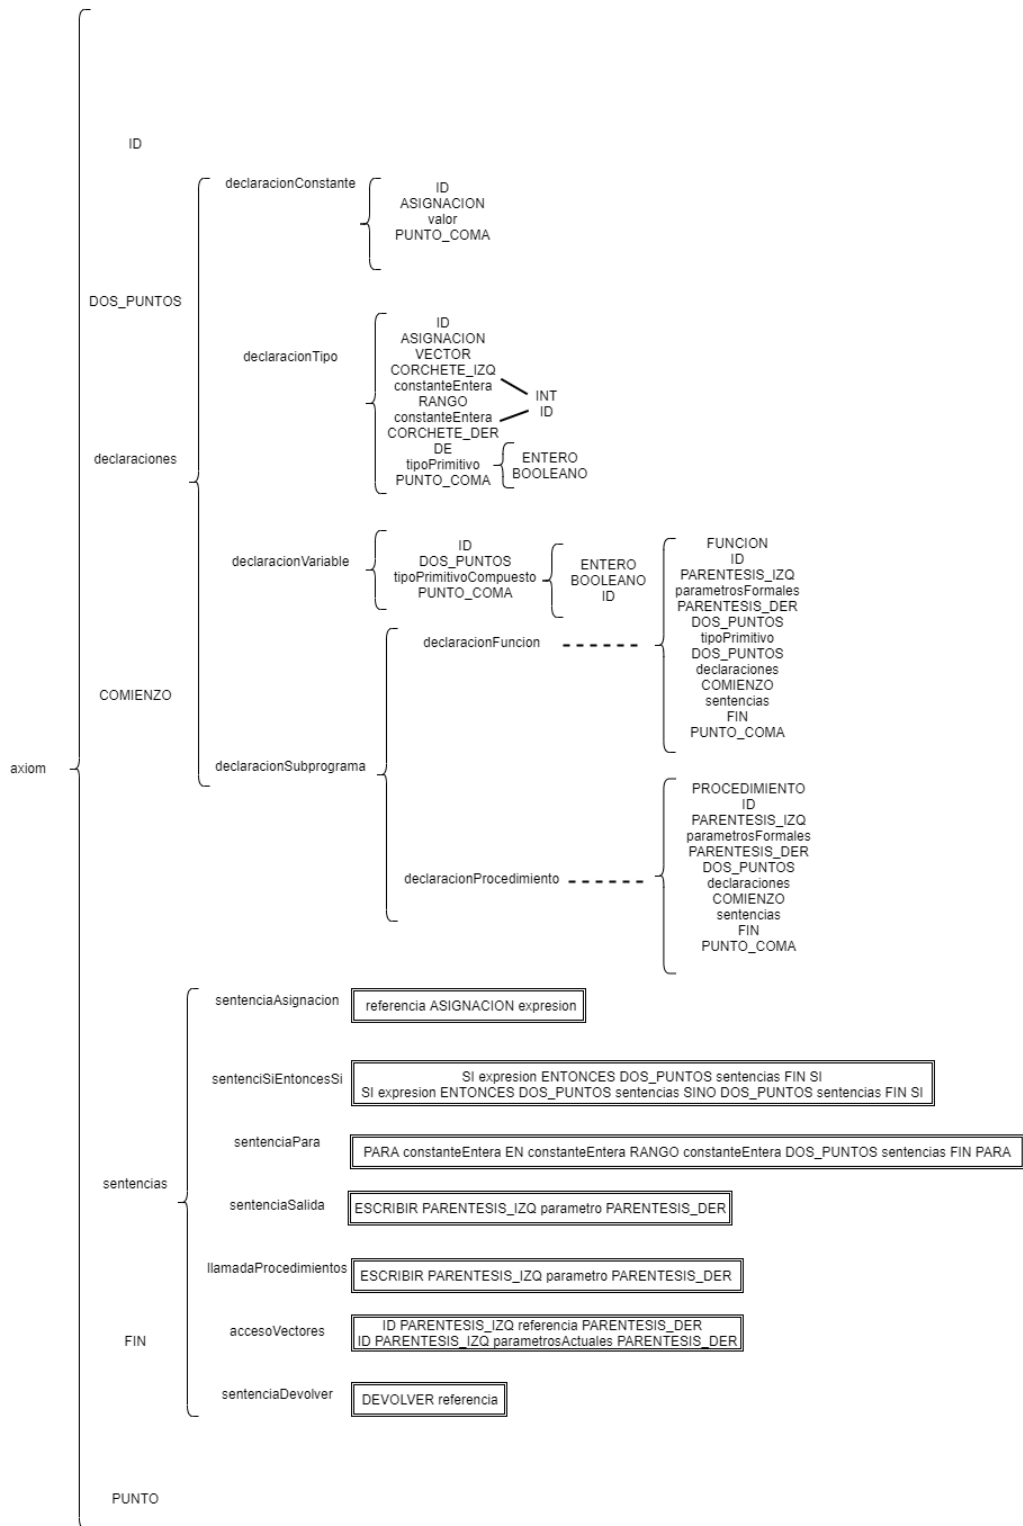 ID
declaracionConstante
ID
ASIGNACION
valor
PUNTO_COMA
DOS_PUNTOS
declaracionTipo
ID
ASIGNACION
VECTOR
CORCHETE_IZQ
constanteEntera
RANGO
constanteEntera
CORCHETE_DER
DE
tipoPrimitivo
PUNTO_COMA
INT
ID
ENTERO
BOOLEANO
declaraciones
declaracionVariable
ID
DOS_PUNTOS
tipoPrimitivoCompuesto
PUNTO_COMA
ENTERO
BOOLEANO
ID
declaracionFuncion
FUNCION
ID
PARENTESIS_IZQ
parametrosFormales
PARENTESIS_DER
DOS_PUNTOS
tipoPrimitivo
DOS_PUNTOS
declaraciones
COMIENZO
sentencias
FIN
PUNTO_COMA
COMIENZO
axiom
declaracionSubprograma
declaracionProcedimiento
PROCEDIMIENTO
ID
PARENTESIS_IZQ
parametrosFormales
PARENTESIS_DER
DOS_PUNTOS
declaraciones
COMIENZO
sentencias
FIN
PUNTO_COMA
sentenciaAsignacion
referencia ASIGNACION expresion
sentenciSiEntoncesSi
SI expresion ENTONCES DOS_PUNTOS sentencias FIN SI
SI expresion ENTONCES DOS_PUNTOS sentencias SINO DOS_PUNTOS sentencias FIN SI
sentenciaPara
PARA constanteEntera EN constanteEntera RANGO constanteEntera DOS_PUNTOS sentencias FIN PARA
sentencias
sentenciaSalida
ESCRIBIR PARENTESIS_IZQ parametro PARENTESIS_DER
llamadaProcedimientos
ESCRIBIR PARENTESIS_IZQ parametro PARENTESIS_DER
accesoVectores
ID PARENTESIS_IZQ referencia PARENTESIS_DER
ID PARENTESIS_IZQ parametrosActuales PARENTESIS_DER
FIN
sentenciaDevolver
DEVOLVER referencia
PUNTO